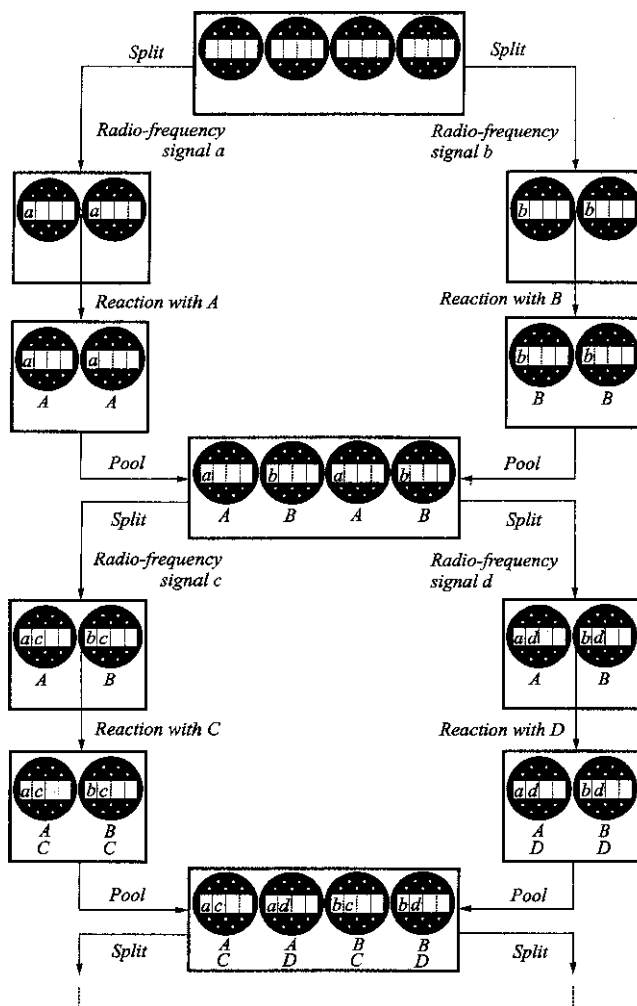 Split
Split
Radio-frequency
signal a
Radio-frequency
signal b
a a
b b
Reaction with A
Reaction with B
a a
A A
b b
B B
Pool
Pool
a b a b
A B A B
Split
Split
Radio-frequency
signal c
Radio-frequency
signal d
a c b c
A B
a d b d
A B
Reaction with C
Reaction with D
a c b c
A B
C C
a d b d
A B
D D
Pool
Pool
a c a d b c b d
A A B B
C D C D
Split
Split